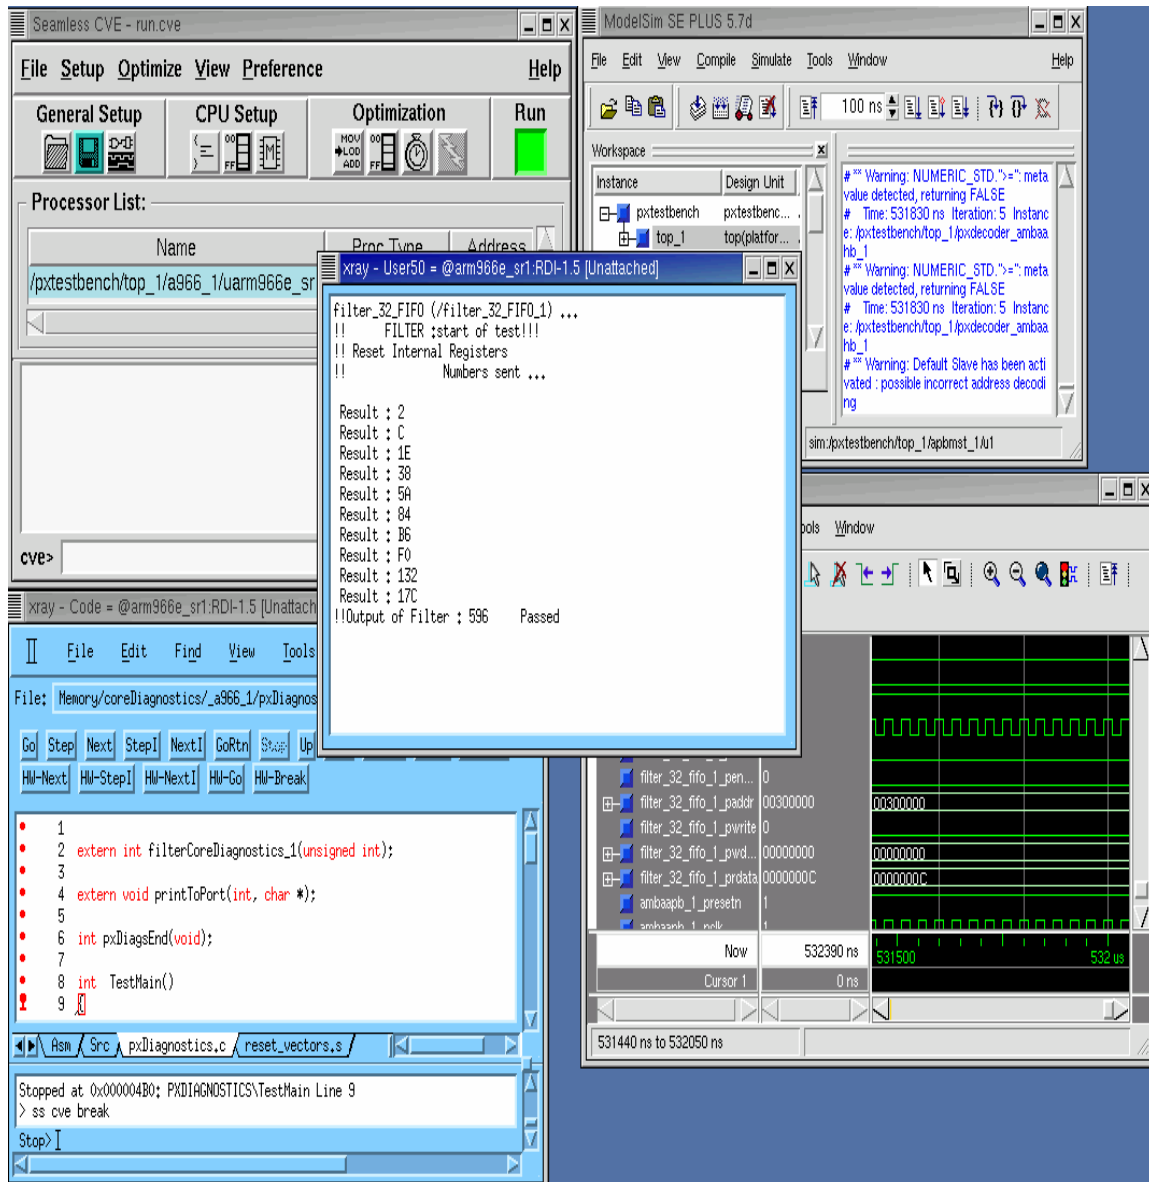 Seamless CVE - run.cve
File Setup Optimize View Preference Help
General Setup CPU Setup Optimization Run
Processor List:
Name Proc Type Address
/pxtestbench/top_1/a966_1/uarm966e_sr
cve>
ModelSim SE PLUS 5.7d
File Edit View Compile Simulate Tools Window Help
100 ns
Workspace
Instance Design Unit
pxtestbench pxtestbenc...
top_1 top(platfor...
# ** Warning: NUMERIC_STD.">=": meta
value detected, returning FALSE
# Time: 531830 ns Iteration: 5 Instanc
e: /pxtestbench/top_1/pxdecoder_ambaa
hb_1
# ** Warning: NUMERIC_STD.">=": meta
value detected, returning FALSE
# Time: 531830 ns Iteration: 5 Instanc
e: /pxtestbench/top_1/pxdecoder_ambaa
hb_1
# ** Warning: Default Slave has been acti
vated : possible incorrect address decodi
ng
sim:/pxtestbench/top_1/apbmst_1/u1
xray - User50 = @arm966e_sr1:RDI-1.5 [Unattached]
filter_32_FIFO (/filter_32_FIFO_1) ...
!! FILTER :start of test!!!
!! Reset Internal Registers
!! Numbers sent ...
Result : 2
Result : C
Result : 1E
Result : 38
Result : 5A
Result : 84
Result : B6
Result : F0
Result : 132
Result : 17C
!!Output of Filter : 596 Passed
xray - Code = @arm966e_sr1:RDI-1.5 [Unattach
File Edit Find View Tools
File: Memory/coreDiagnostics/_a966_1/pxDiagnos
Go Step Next StepI NextI GoRtn Stop Up
HW-Next HW-StepI HW-NextI HW-Go HW-Break
1
2 extern int filterCoreDiagnostics_1(unsigned int);
3
4 extern void printToPort(int, char *);
5
6 int pxDiagsEnd(void);
7
8 int TestMain()
9 {
Asm Src pxDiagnostics.c reset_vectors.s
Stopped at 0x000004B0: PXDIAGNOSTICS\TestMain Line 9
> ss cve break
Stop>
ools Window
filter_32_fifo_1_pen... 0
filter_32_fifo_1_paddr 00300000 00300000
filter_32_fifo_1_pwrite 0
filter_32_fifo_1_pwd... 00000000 00000000
filter_32_fifo_1_prdata 0000000C 0000000C
ambaapb_1_presetn 1
ambaapb_1_pclk 1
Now 532390 ns 531500 532 us
Cursor 1 0 ns
531440 ns to 532050 ns